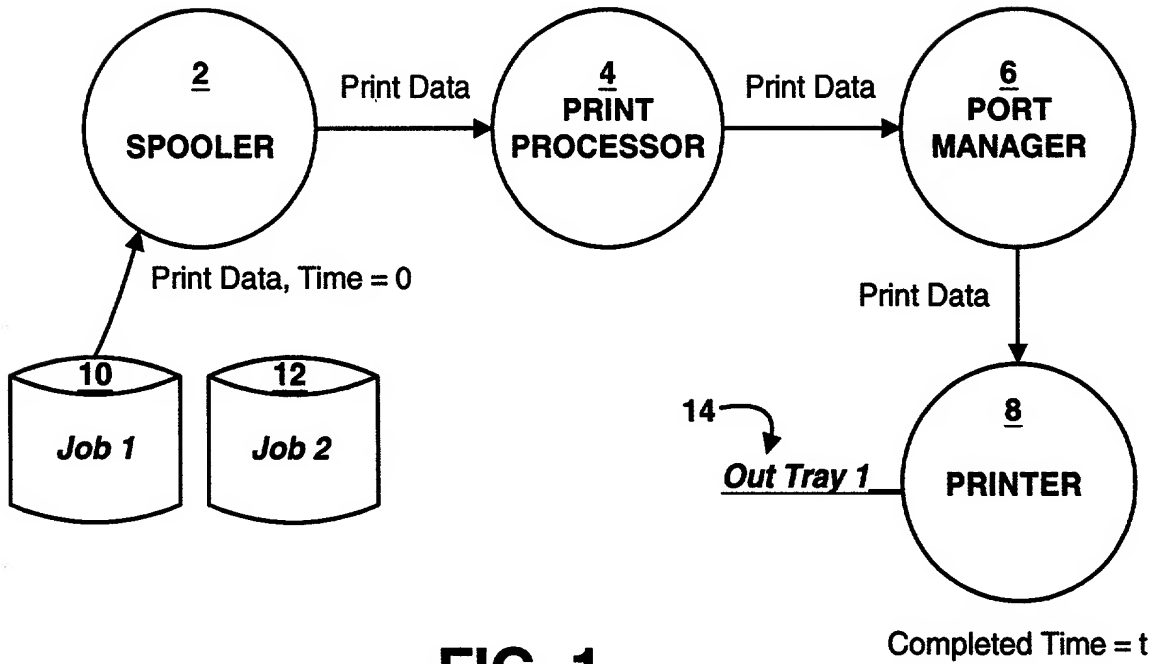 2
SPOOLER
Print Data
4
PRINT
PROCESSOR
Print Data
6
PORT
MANAGER
Print Data, Time = 0
Print Data
10
Job 1
12
Job 2
14
Out Tray 1
8
PRINTER
Completed Time = t
FIG. 1